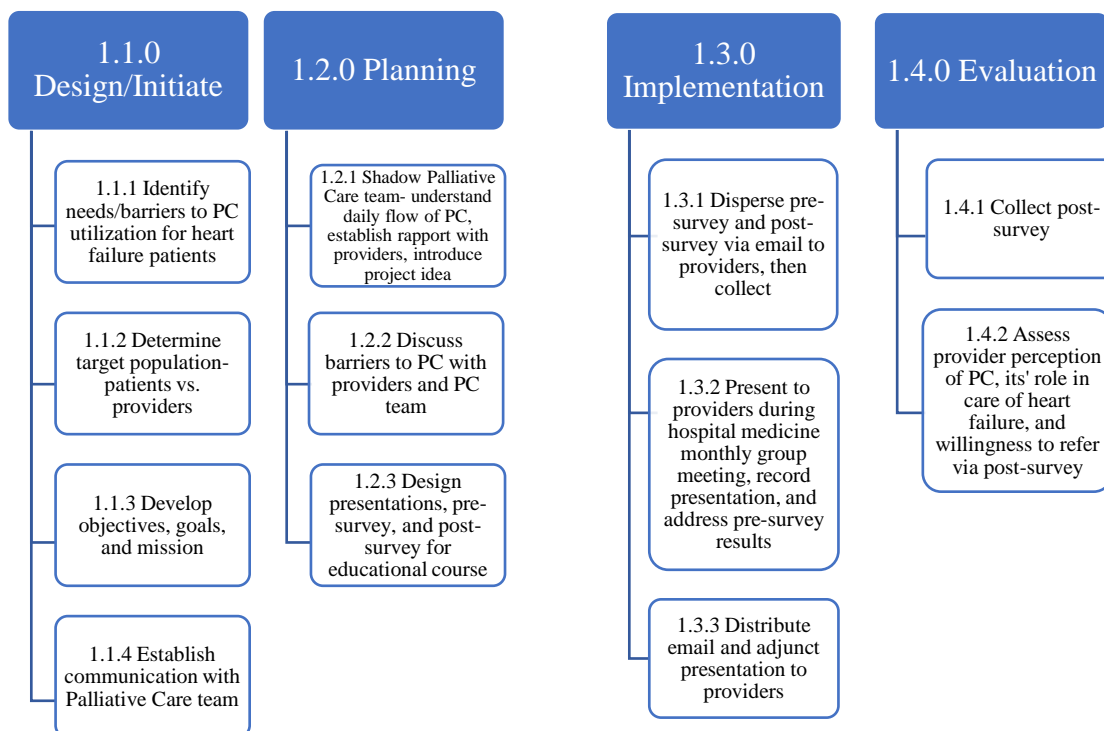 1.1.0
Design/Initiate
1.1.1 Identify
needs/barriers to PC
utilization for heart
failure patients
1.1.2 Determine
target population-
patients vs.
providers
1.1.3 Develop
objectives, goals,
and mission
1.1.4 Establish
communication with
Palliative Care team
1.2.0 Planning
1.2.1 Shadow Palliative
Care team- understand
daily flow of PC,
establish rapport with
providers, introduce
project idea
1.2.2 Discuss
barriers to PC with
providers and PC
team
1.2.3 Design
presentations, pre-
survey, and post-
survey for
educational course
1.3.0
Implementation
1.3.1 Disperse pre-
survey and post-
survey via email to
providers, then
collect
1.3.2 Present to
providers during
hospital medicine
monthly group
meeting, record
presentation, and
address pre-survey
results
1.3.3 Distribute
email and adjunct
presentation to
providers
1.4.0 Evaluation
1.4.1 Collect post-
survey
1.4.2 Assess
provider perception
of PC, its' role in
care of heart
failure, and
willingness to refer
via post-survey